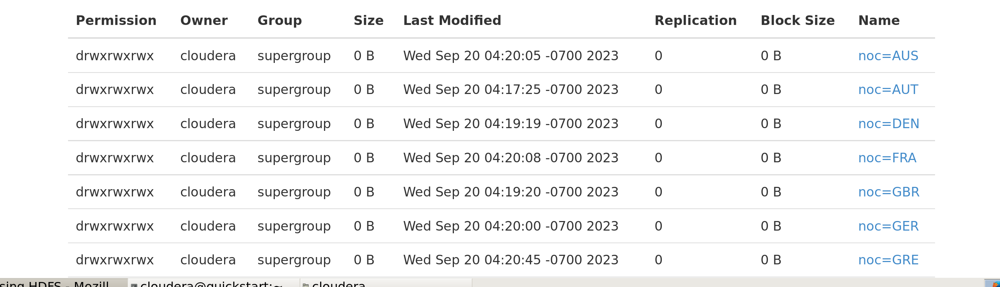 Permission Owner Group Size Last Modified Replication Block Size Name
drwxrwxrwx cloudera supergroup 0 B Wed Sep 20 04:20:05 -0700 2023 0 0 B noc=AUS
drwxrwxrwx cloudera supergroup 0 B Wed Sep 20 04:17:25 -0700 2023 0 0 B noc=AUT
drwxrwxrwx cloudera supergroup 0 B Wed Sep 20 04:19:19 -0700 2023 0 0 B noc=DEN
drwxrwxrwx cloudera supergroup 0 B Wed Sep 20 04:20:08 -0700 2023 0 0 B noc=FRA
drwxrwxrwx cloudera supergroup 0 B Wed Sep 20 04:19:20 -0700 2023 0 0 B noc=GBR
drwxrwxrwx cloudera supergroup 0 B Wed Sep 20 04:20:00 -0700 2023 0 0 B noc=GER
drwxrwxrwx cloudera supergroup 0 B Wed Sep 20 04:20:45 -0700 2023 0 0 B noc=GRE
sing HDFS - Mozill cloudera@quickstart:~ cloudera